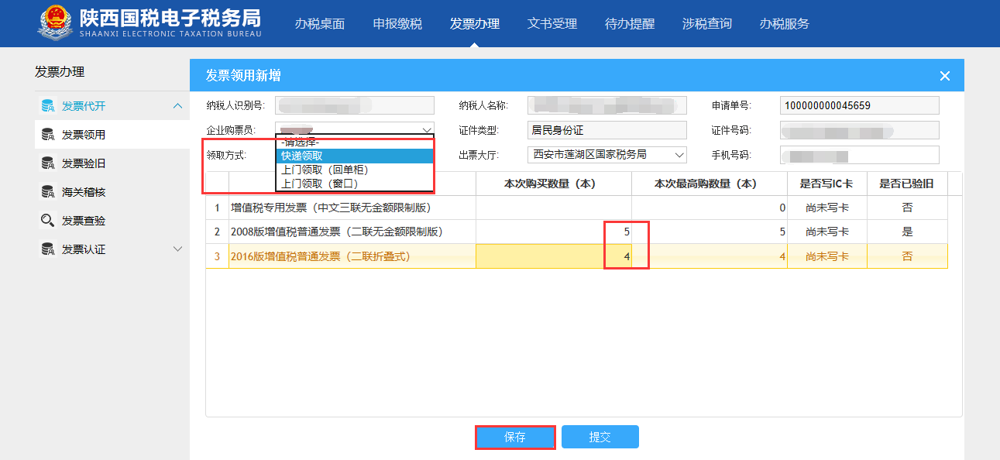 陕西国税电子税务局
SHAANXI ELECTRONIC TAXATION BUREAU
办税桌面 申报缴税 发票办理 文书受理 待办提醒 涉税查询 办税服务
发票办理
发票代开
发票领用
发票验旧
海关稽核
发票查验
发票认证
发票领用新增
纳税人识别号: 纳税人名称: 申请单号: 100000000045659
企业购票员: 证件类型: 居民身份证 证件号码:
领取方式: 出票大厅: 西安市莲湖区国家税务局 手机号码:
-请选择-
快递领取
上门领取（回单柜）
上门领取（窗口）
本次购买数量（本） 本次最高购数量（本） 是否写IC卡 是否已验旧
1 增值税专用发票（中文三联无金额限制版） 0 尚未写卡 否
2 2008版增值税普通发票（二联无金额限制版） 5 5 尚未写卡 是
3 2016版增值税普通发票（二联折叠式） 4 4 尚未写卡 否
保存 提交